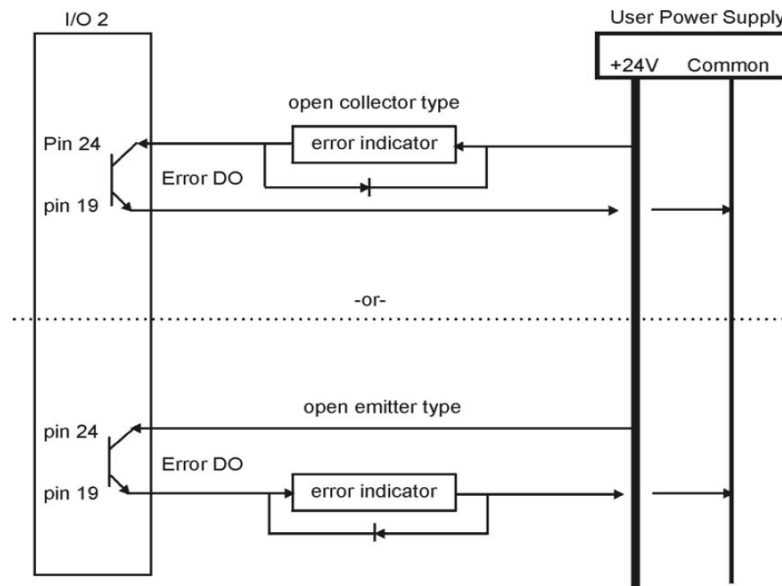 I/O 2
User Power Supply
+24V Common
open collector type
Pin 24
error indicator
Error DO
pin 19
-or-
open emitter type
pin 24
Error DO
pin 19
error indicator